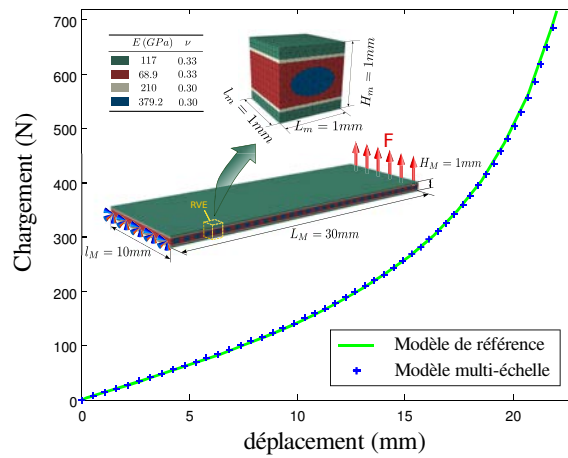 E (GPa) ν
117 0.33
68.9 0.33
210 0.30
379.2 0.30
l_m = 1mm
L_m = 1mm
H_m = 1mm
F
H_M = 1mm
RVE
l_M = 10mm
L_M = 30mm
Chargement (N)
700
600
500
400
300
200
100
0
0 5 10 15 20
déplacement (mm)
Modèle de référence
Modèle multi-échelle